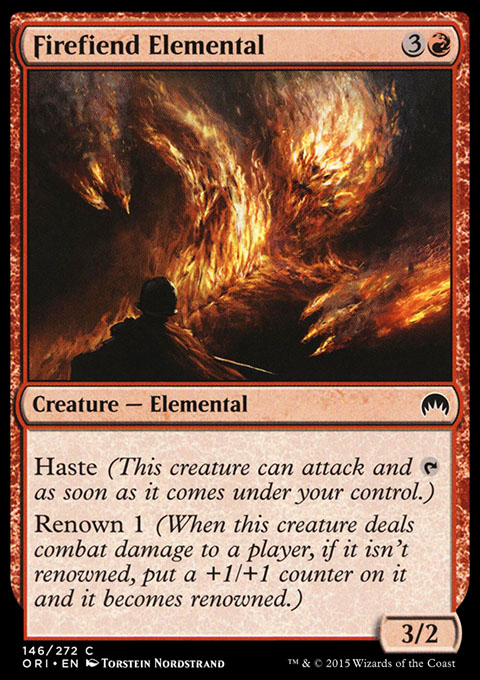 Firefiend Elemental 3
Creature — Elemental
Haste (This creature can attack and
as soon as it comes under your control.)
Renown 1 (When this creature deals
combat damage to a player, if it isn't
renowned, put a +1/+1 counter on it
and it becomes renowned.)
3/2
146/272 C
ORI • EN Torstein Nordstrand
™ & © 2015 Wizards of the Coast